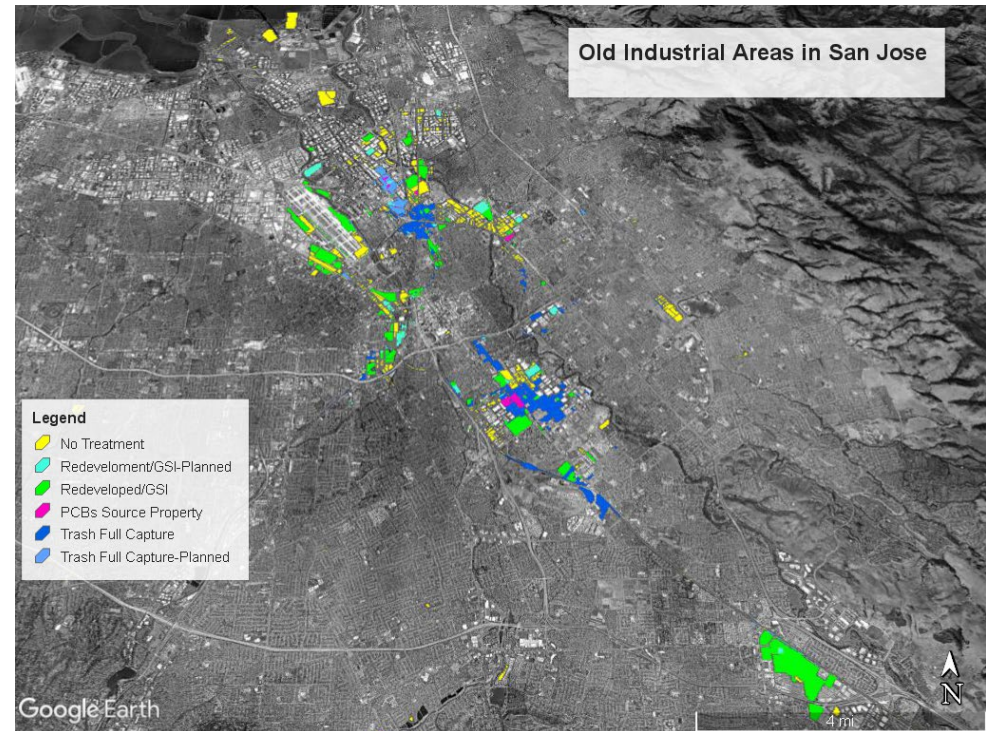 Old Industrial Areas in San Jose
Legend
No Treatment
Redeveloment/GSI-Planned
Redeveloped/GSI
PCBs Source Property
Trash Full Capture
Trash Full Capture-Planned
Google Earth
N
4 mi